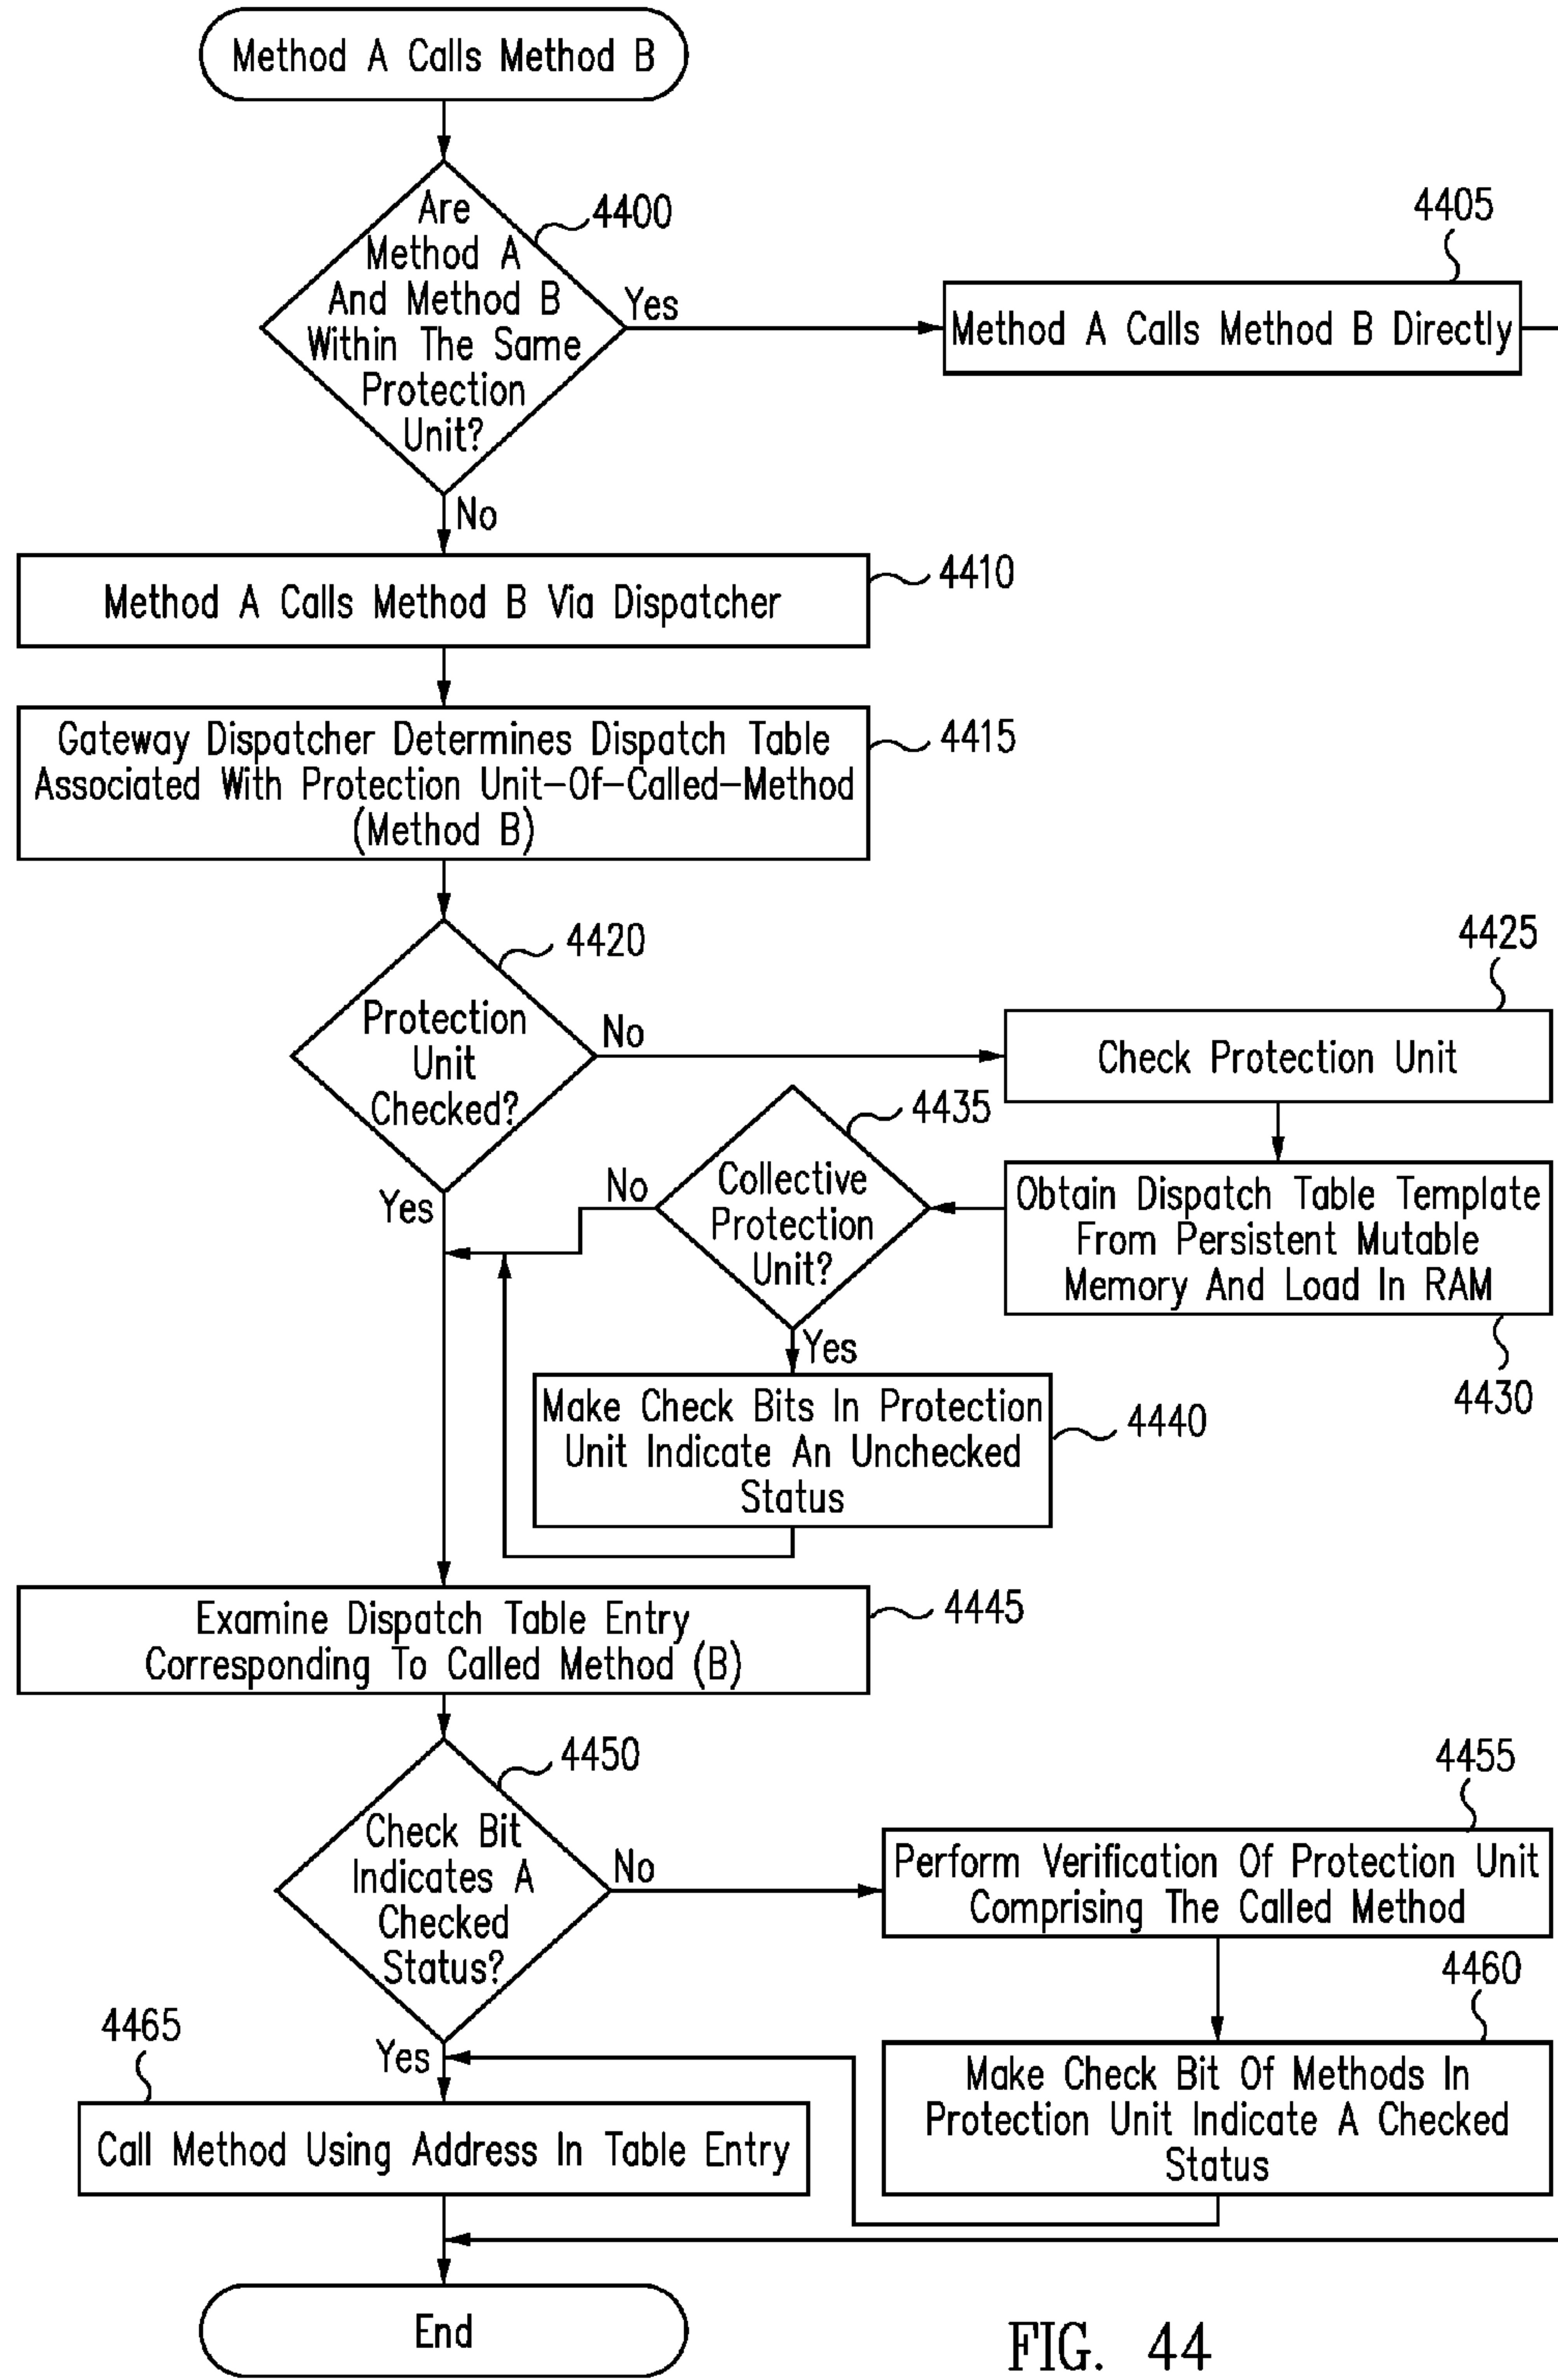 Method A Calls Method B
Are
Method A
And Method B
Within The Same
Protection
Unit?
4400
Yes
4405
Method A Calls Method B Directly
No
Method A Calls Method B Via Dispatcher
4410
Gateway Dispatcher Determines Dispatch Table
Associated With Protection Unit-Of-Called-Method
(Method B)
4415
4420
Protection
Unit
Checked?
No
4425
Check Protection Unit
Yes
4435
Collective
Protection
Unit?
No
Obtain Dispatch Table Template
From Persistent Mutable
Memory And Load In RAM
4430
Yes
Make Check Bits In Protection
Unit Indicate An Unchecked
Status
4440
Examine Dispatch Table Entry
Corresponding To Called Method (B)
4445
4450
Check Bit
Indicates A
Checked
Status?
No
4455
Perform Verification Of Protection Unit
Comprising The Called Method
4460
Make Check Bit Of Methods In
Protection Unit Indicate A Checked
Status
4465
Yes
Call Method Using Address In Table Entry
End
FIG. 44